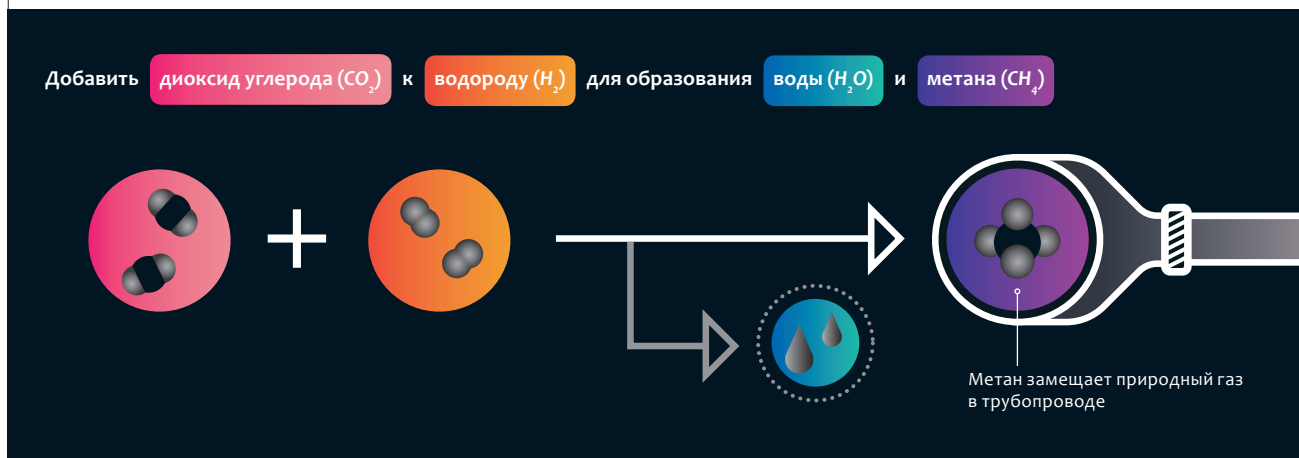 Добавить диоксид углерода (CO₂) к водороду (H₂) для образования воды (H₂O) и метана (CH₄)
Метан замещает природный газ
в трубопроводе